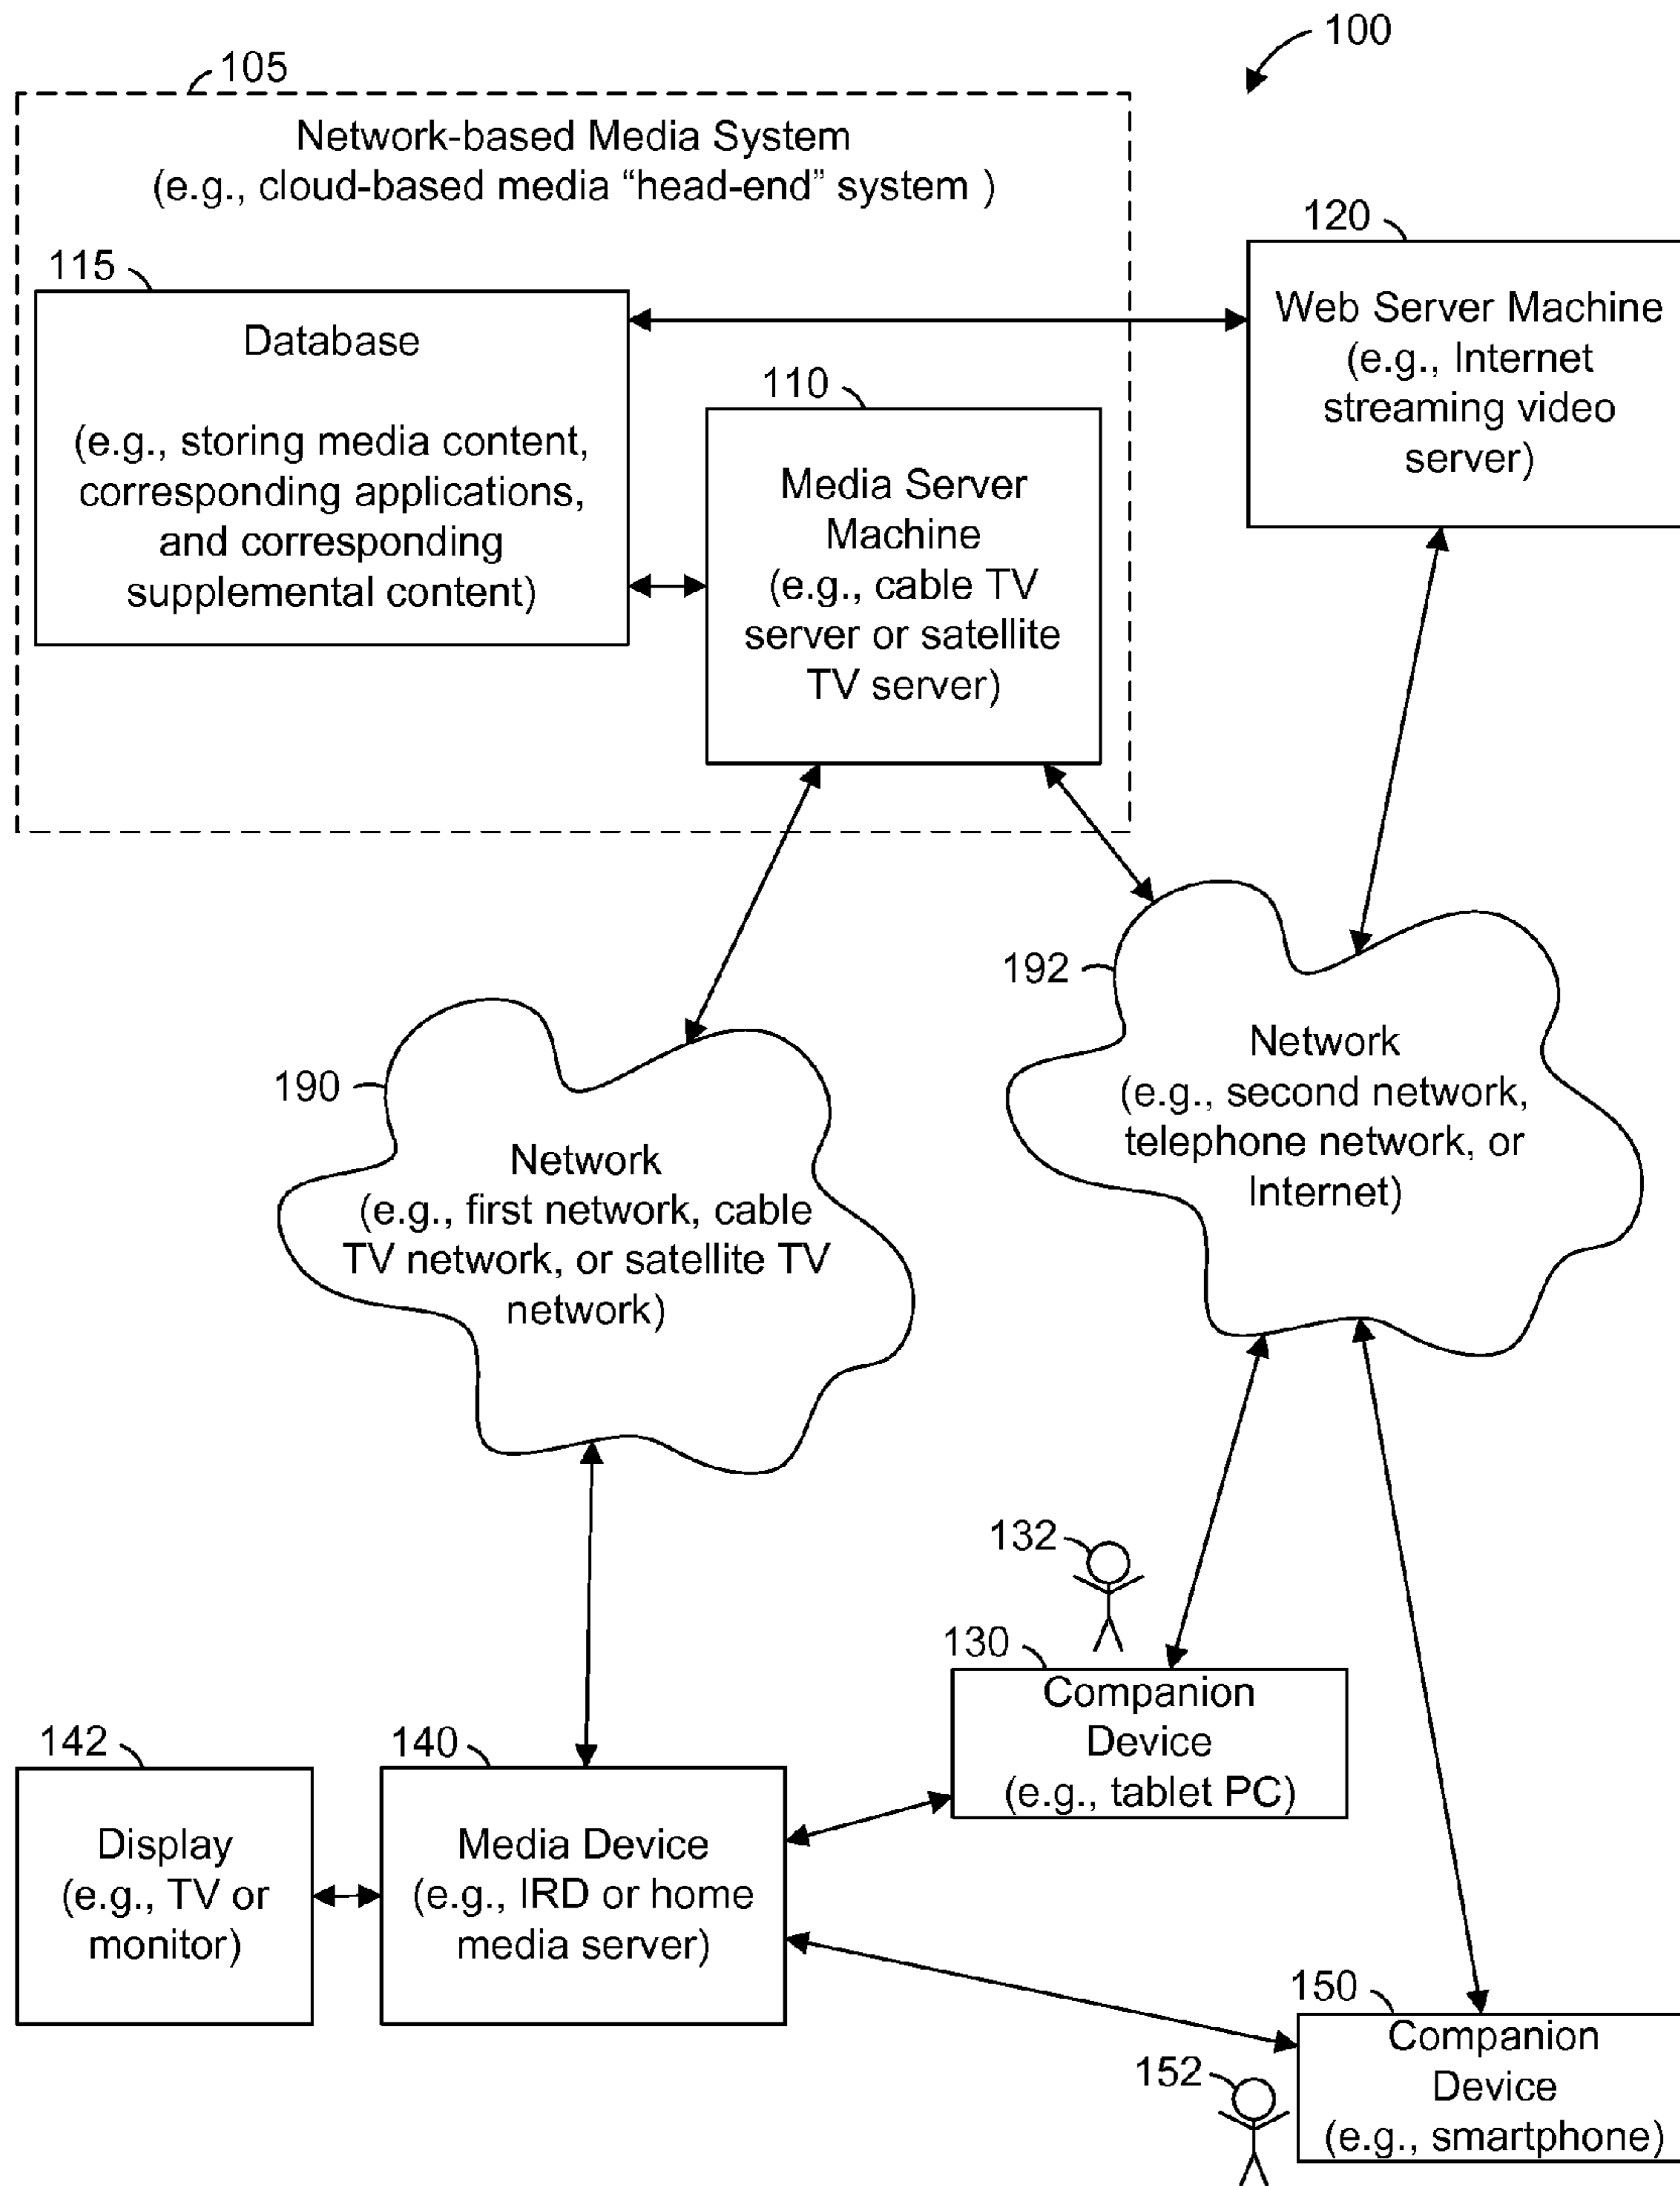 100
105
Network-based Media System
(e.g., cloud-based media “head-end” system )
120
115
Web Server Machine
(e.g., Internet
streaming video
server)
Database
(e.g., storing media content,
corresponding applications,
and corresponding
supplemental content)
110
Media Server
Machine
(e.g., cable TV
server or satellite
TV server)
192
Network
(e.g., second network,
telephone network, or
Internet)
190
Network
(e.g., first network, cable
TV network, or satellite TV
network)
132
130
Companion
Device
(e.g., tablet PC)
142
Display
(e.g., TV or
monitor)
140
Media Device
(e.g., IRD or home
media server)
150
Companion
Device
(e.g., smartphone)
152